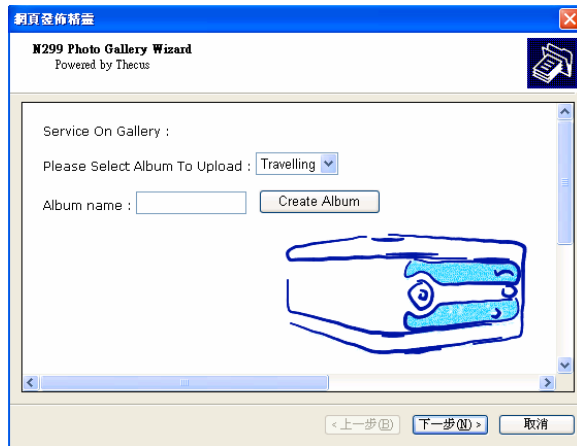 網頁發佈精靈
N299 Photo Gallery Wizard
Powered by Thecus
Service On Gallery :
Please Select Album To Upload : Travelling
Album name : Create Album
< 上一步(B) 下一步(N) > 取消